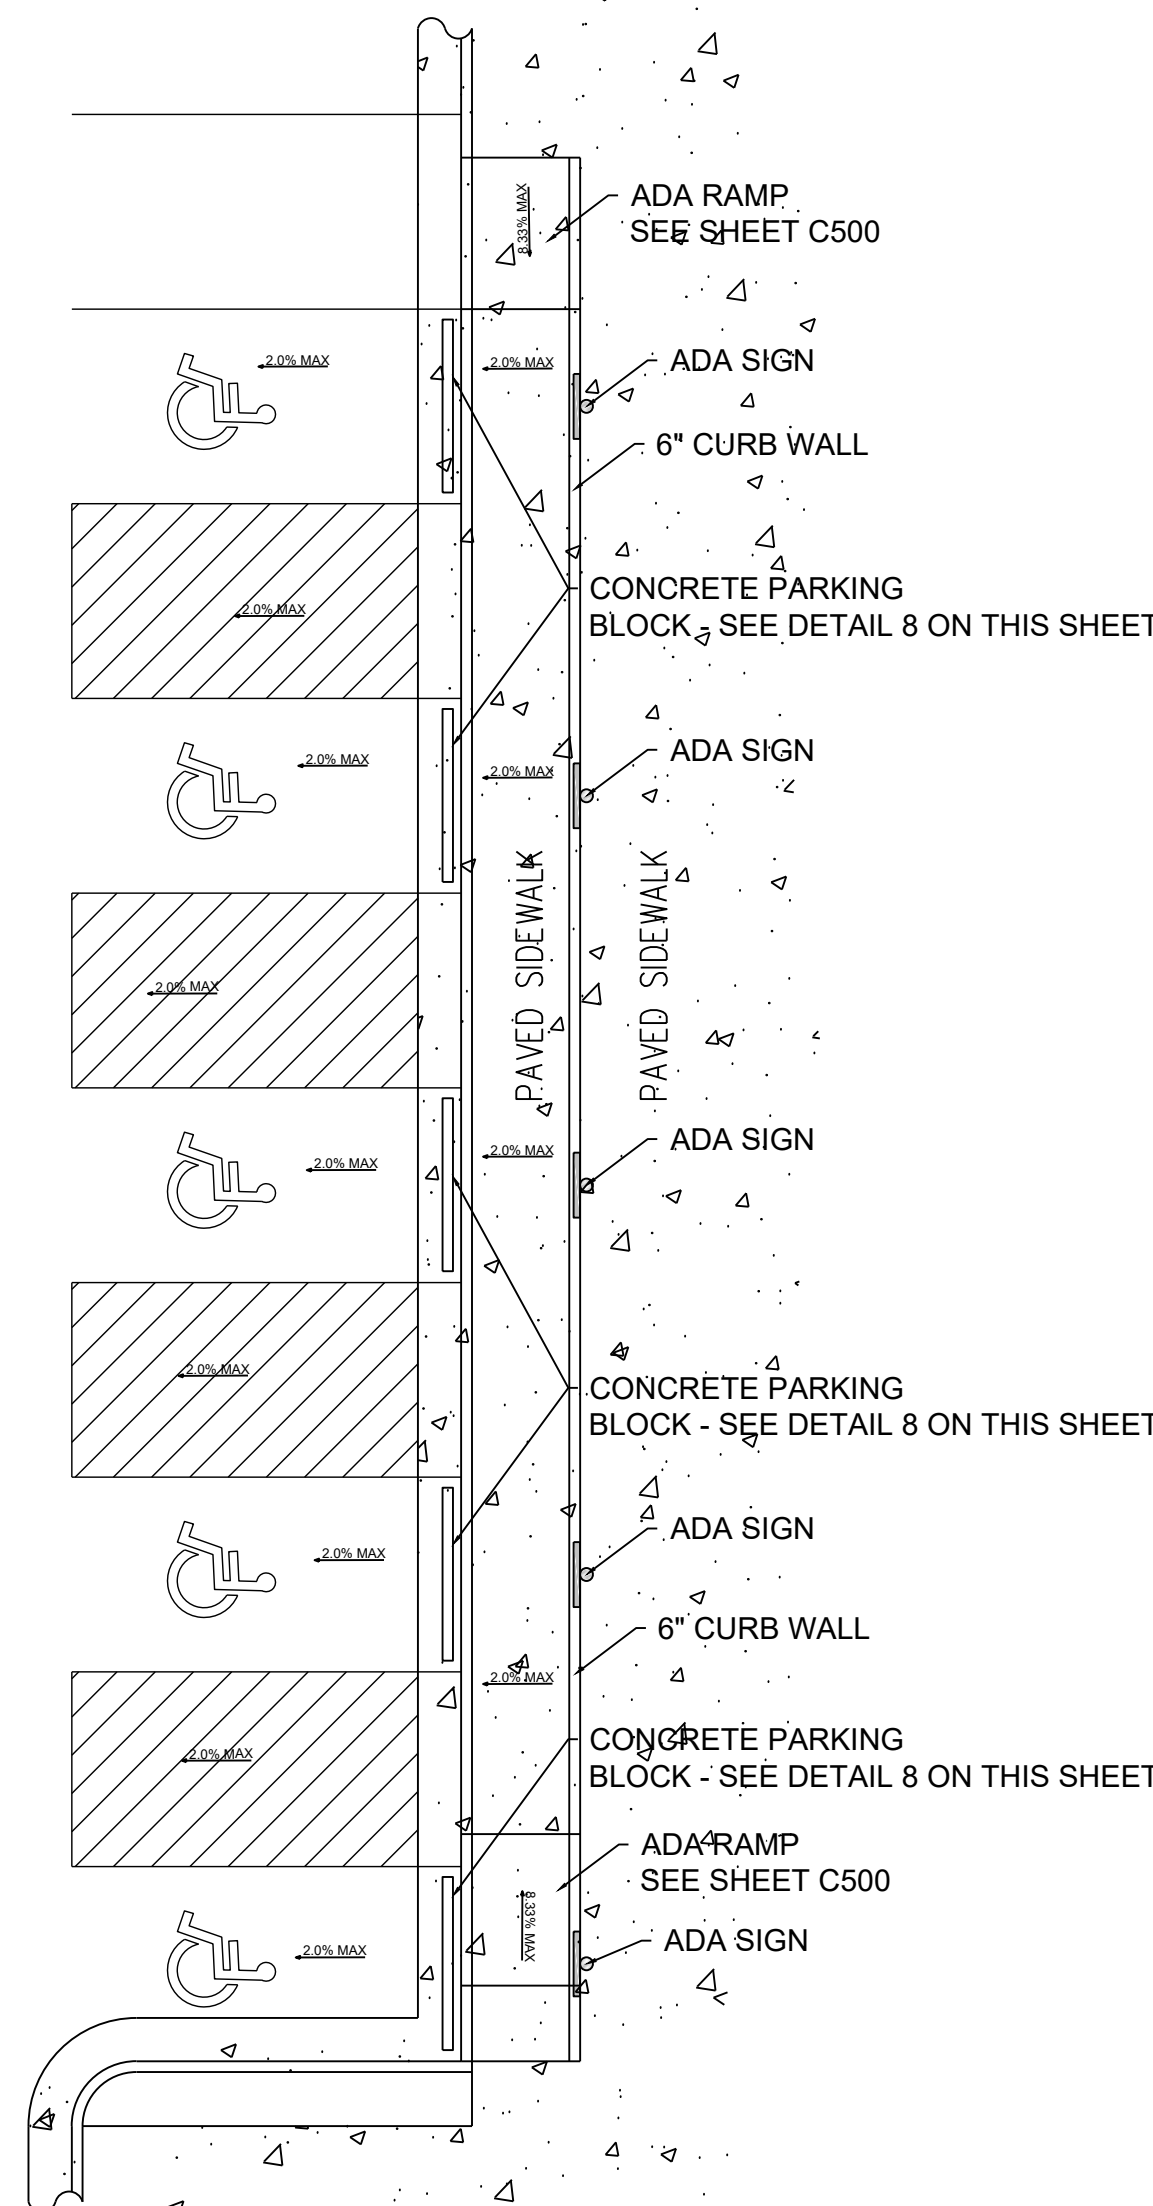 8.33% MAX
ADA RAMP
SEE SHEET C500
2.0% MAX
2.0% MAX
ADA SIGN
6" CURB WALL
CONCRETE PARKING
BLOCK - SEE DETAIL 8 ON THIS SHEET
2.0% MAX
2.0% MAX
2.0% MAX
ADA SIGN
PAVED SIDEWALK
PAVED SIDEWALK
2.0% MAX
2.0% MAX
2.0% MAX
ADA SIGN
2.0% MAX
CONCRETE PARKING
BLOCK - SEE DETAIL 8 ON THIS SHEET
2.0% MAX
ADA SIGN
6" CURB WALL
2.0% MAX
2.0% MAX
CONCRETE PARKING
BLOCK - SEE DETAIL 8 ON THIS SHEET
ADA RAMP
SEE SHEET C500
8.33% MAX
2.0% MAX
ADA SIGN